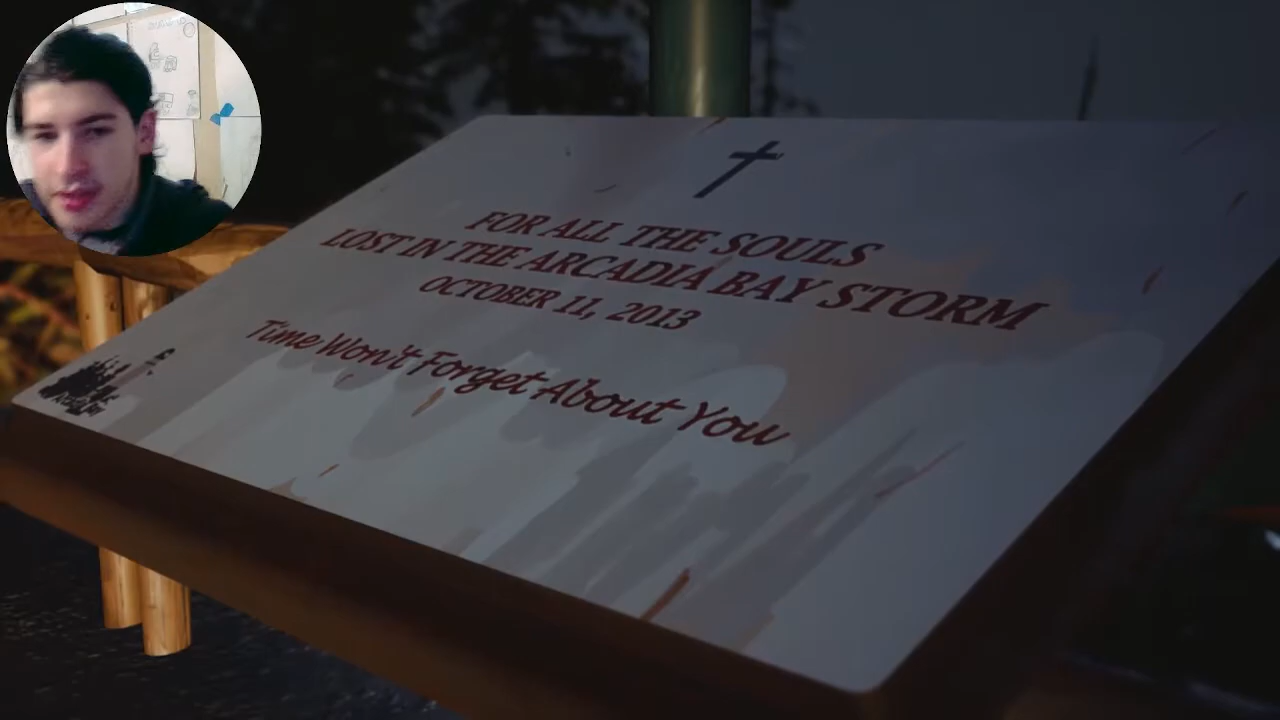 FOR ALL THE SOULS
LOST IN THE ARCADIA BAY STORM
OCTOBER 11, 2013
Time Won't Forget About You